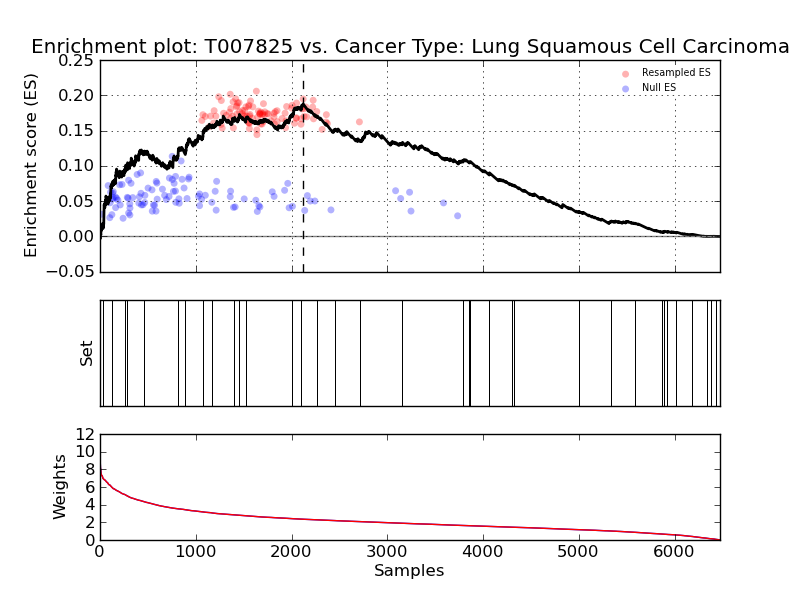 Enrichment plot: T007825 vs. Cancer Type: Lung Squamous Cell Carcinoma
0.25
0.20
0.15
0.10
0.05
0.00
−0.05
Enrichment score (ES)
Resampled ES
Null ES
Set
12
10
8
6
4
2
0
Weights
0 1000 2000 3000 4000 5000 6000
Samples